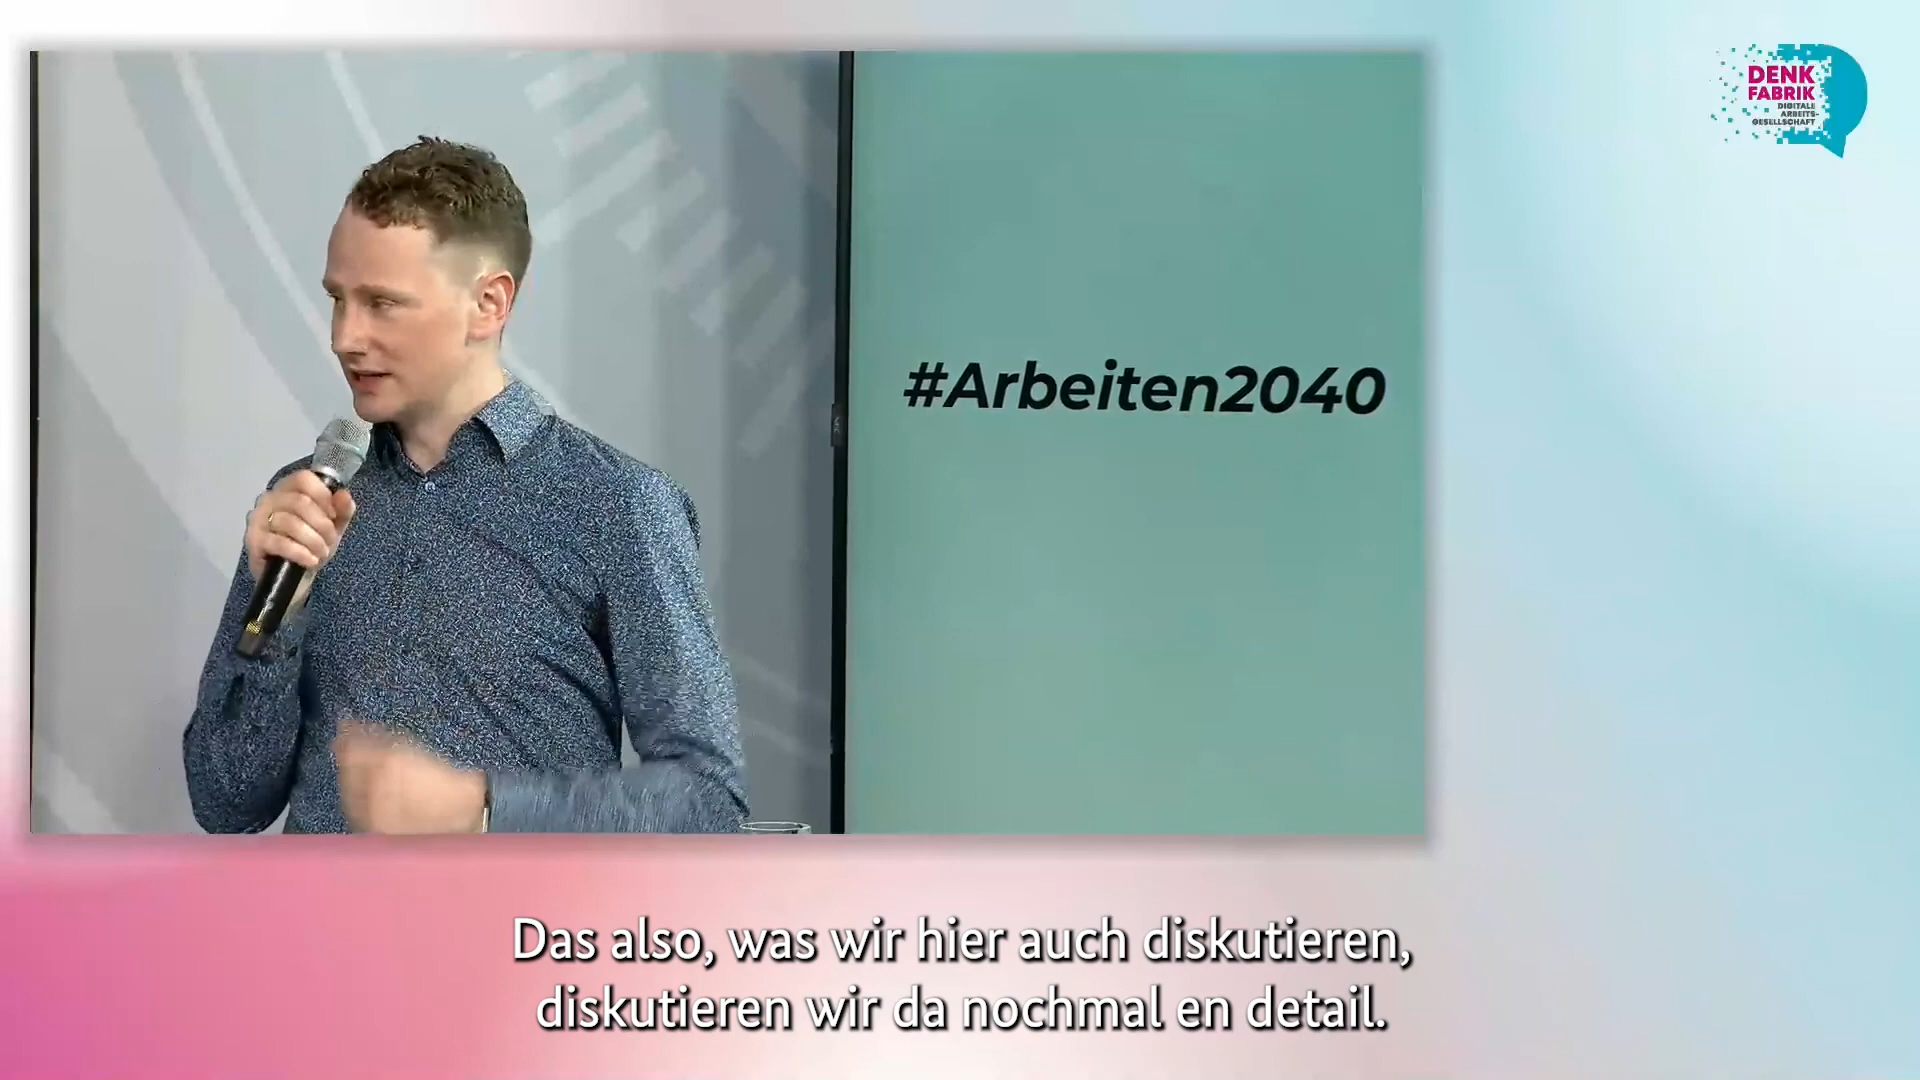 DENK
FABRIK
DIGITALE
ARBEITS-
GESELLSCHAFT
#Arbeiten2040
Das also, was wir hier auch diskutieren,
diskutieren wir da nochmal en detail.